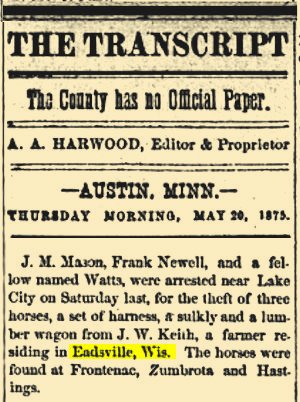 THE TRANSCRIPT
The County has no Official Paper.
A. A. HARWOOD, Editor & Proprietor
—AUSTIN, MINN.—
THURSDAY MORNING, MAY 20, 1875.
J. M. Mason, Frank Newell, and a fel-
low named Watts, were arrested near Lake
City on Saturday last, for the theft of three
horses, a set of harness, a sulky and a lum-
ber wagon from J. W. Keith, a farmer re-
siding in Eadsville, Wis. The horses were
found at Frontenac, Zumbrota and Hast-
ings.